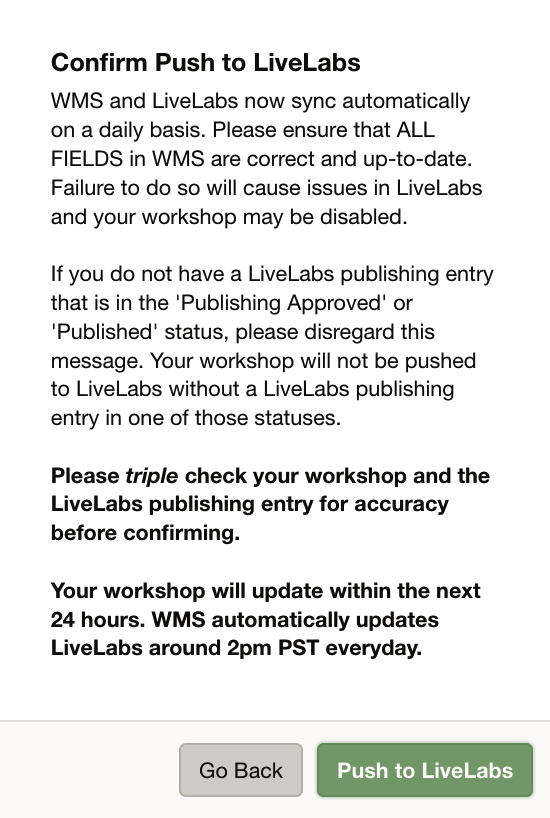 Confirm Push to LiveLabs
WMS and LiveLabs now sync automatically
on a daily basis. Please ensure that ALL
FIELDS in WMS are correct and up-to-date.
Failure to do so will cause issues in LiveLabs
and your workshop may be disabled.
If you do not have a LiveLabs publishing entry
that is in the 'Publishing Approved' or
'Published' status, please disregard this
message. Your workshop will not be pushed
to LiveLabs without a LiveLabs publishing
entry in one of those statuses.
Please triple check your workshop and the
LiveLabs publishing entry for accuracy
before confirming.
Your workshop will update within the next
24 hours. WMS automatically updates
LiveLabs around 2pm PST everyday.
Go Back
Push to LiveLabs